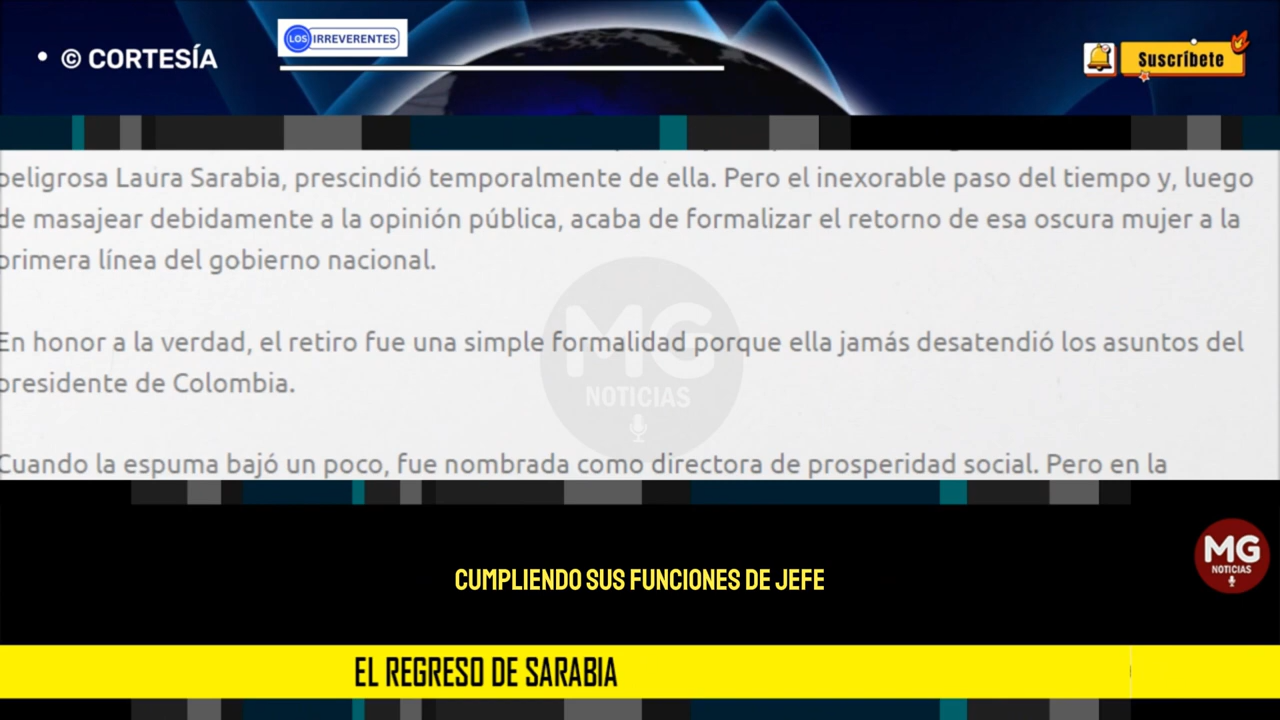 • © CORTESÍA
LOS IRREVERENTES
Suscríbete
peligrosa Laura Sarabia, prescindió temporalmente de ella. Pero el inexorable paso del tiempo y, luego
de masajear debidamente a la opinión pública, acaba de formalizar el retorno de esa oscura mujer a la
primera línea del gobierno nacional.
En honor a la verdad, el retiro fue una simple formalidad porque ella jamás desatendió los asuntos del
presidente de Colombia.
Cuando la espuma bajó un poco, fue nombrada como directora de prosperidad social. Pero en la
MG
NOTICIAS
MG
NOTICIAS
CUMPLIENDO SUS FUNCIONES DE JEFE
EL REGRESO DE SARABIA